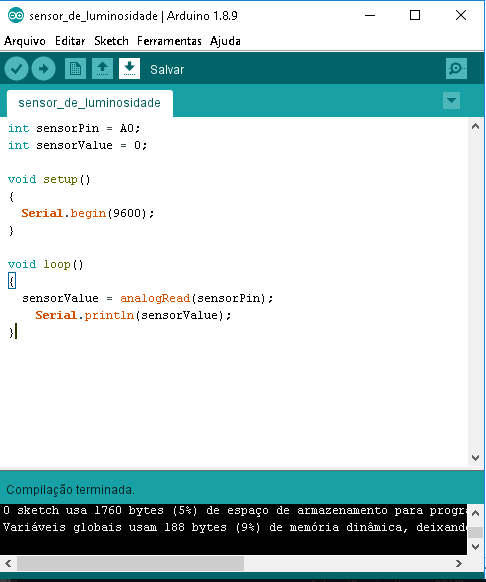 sensor_de_luminosidade | Arduino 1.8.9
Arquivo Editar Sketch Ferramentas Ajuda
Salvar
sensor_de_luminosidade
int sensorPin = A0;
int sensorValue = 0;
void setup()
{
Serial.begin(9600);
}
void loop()
{
sensorValue = analogRead(sensorPin);
Serial.println(sensorValue);
}
Compilação terminada.
O sketch usa 1760 bytes (5%) de espaço de armazenamento para progra
Variáveis globais usam 188 bytes (9%) de memória dinâmica, deixando